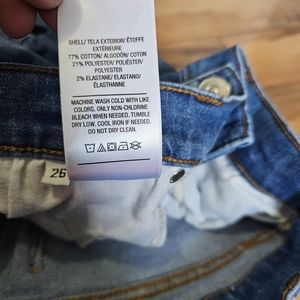 SHELL/ TELA EXTERIOR/ ÉTOFFE
EXTÉRIEURE
77% COTTON/ ALGODÓN/ COTON
21% POLYESTER/ POLIÉSTER/
POLYESTER
2% ELASTANE/ ELASTANO/
ÉLASTHANNE
MACHINE WASH COLD WITH LIKE
COLORS. ONLY NON-CHLORINE
BLEACH WHEN NEEDED. TUMBLE
DRY LOW. COOL IRON IF NEEDED.
DO NOT DRY CLEAN.
26